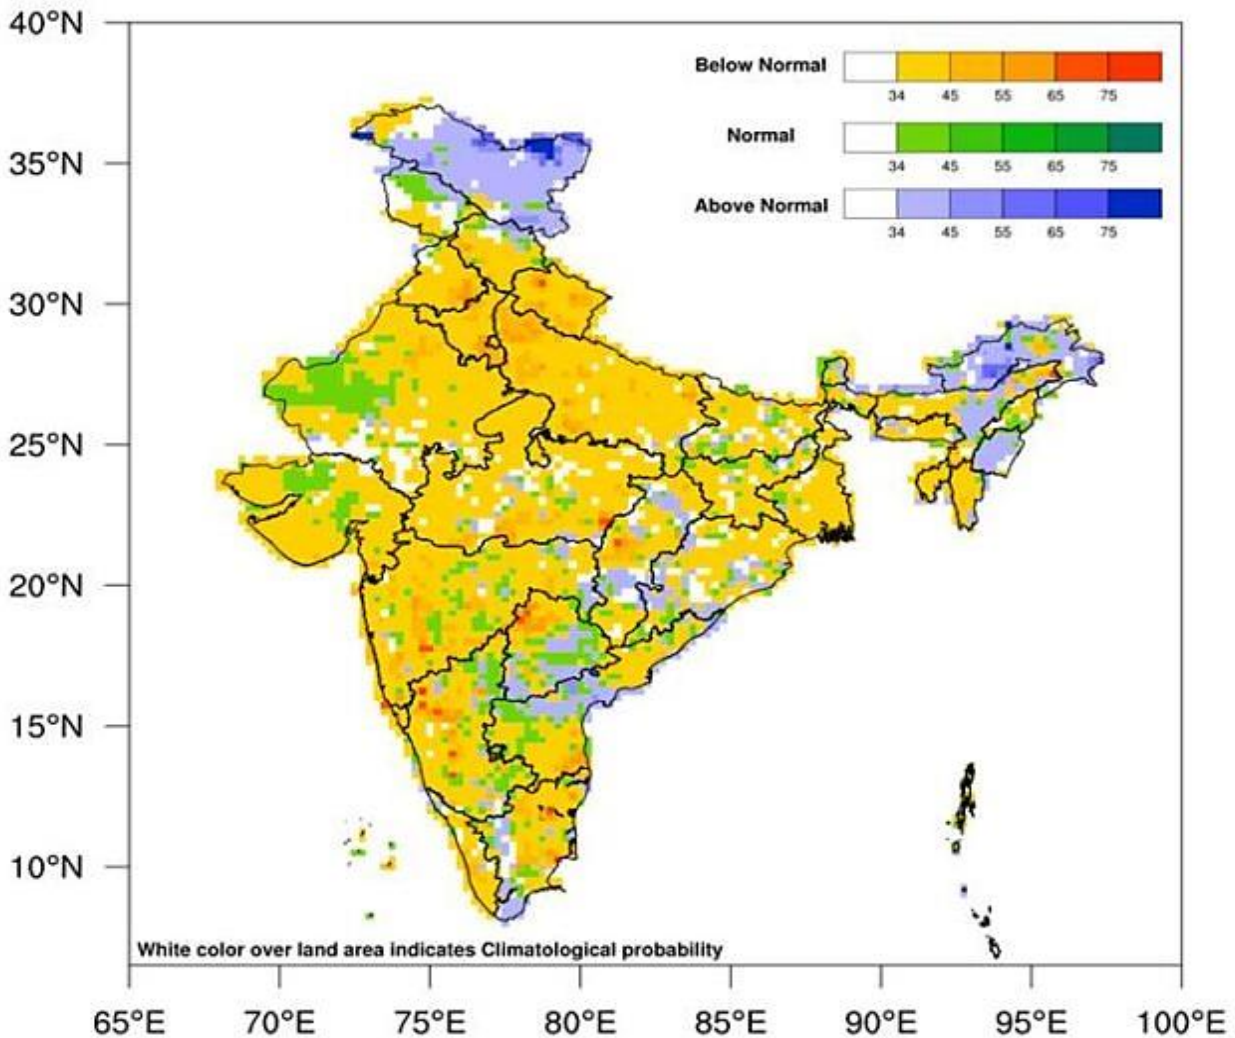 40°N
Below Normal
34 45 55 65 75
Normal
34 45 55 65 75
35°N
Above Normal
34 45 55 65 75
30°N
25°N
20°N
15°N
10°N
White color over land area indicates Climatological probability
65°E 70°E 75°E 80°E 85°E 90°E 95°E 100°E